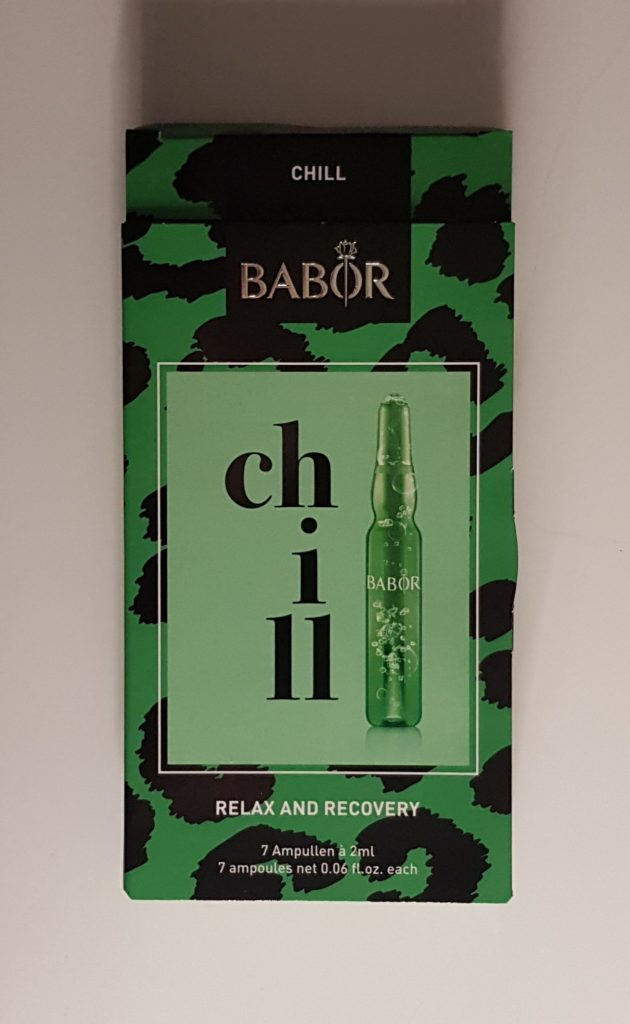 CHILL
BABOR
ch
i
ll
BABOR
RELAX AND RECOVERY
7 Ampullen à 2ml
7 ampoules net 0.06 fl.oz. each